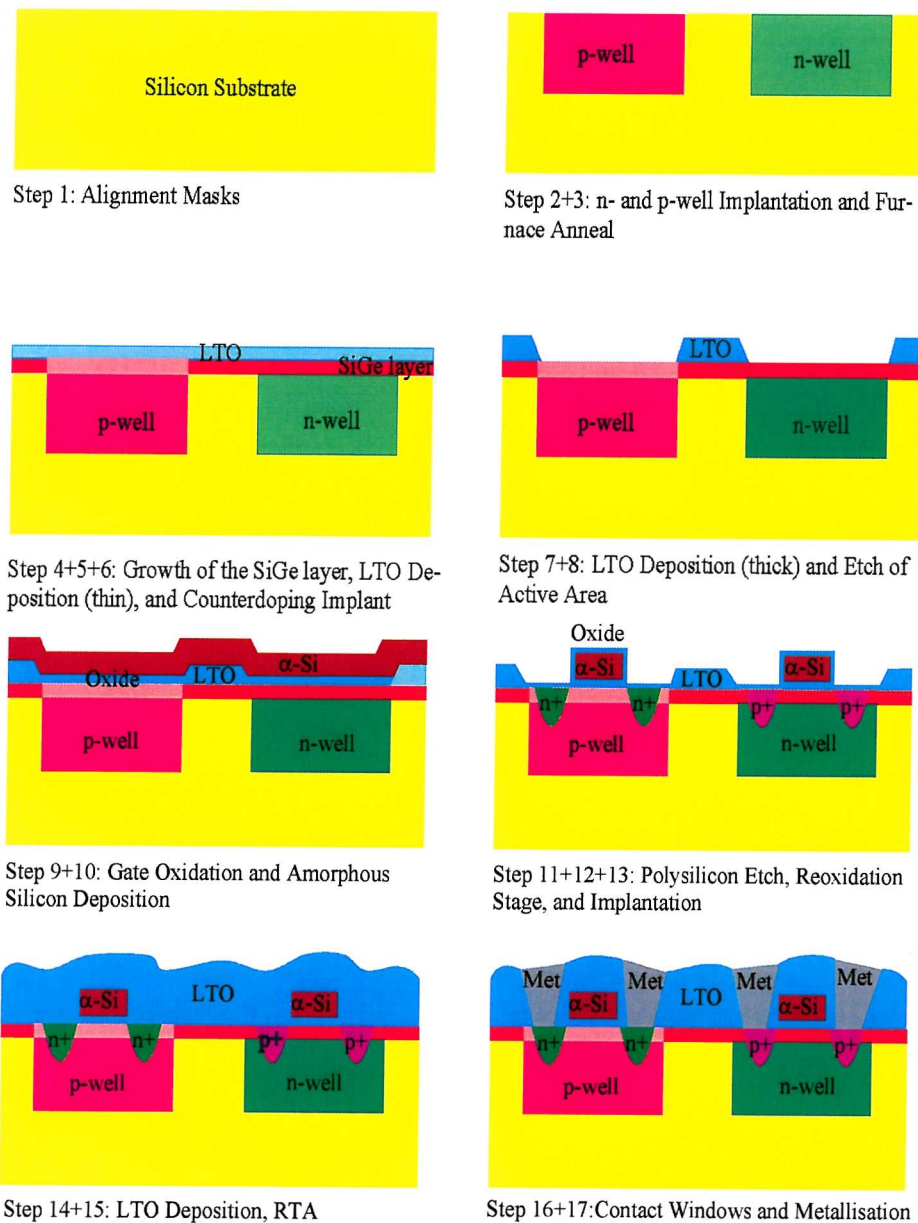 Silicon Substrate
Step 1: Alignment Masks
p-well
n-well
Step 2+3: n- and p-well Implantation and Fur-
nace Anneal
LTO
SiGe layer
p-well
n-well
Step 4+5+6: Growth of the SiGe layer, LTO De-
position (thin), and Counterdoping Implant
LTO
p-well
n-well
Step 7+8: LTO Deposition (thick) and Etch of
Active Area
α-Si
Oxide
LTO
p-well
n-well
Step 9+10: Gate Oxidation and Amorphous
Silicon Deposition
Oxide
α-Si
α-Si
LTO
n+
n+
p+
p+
p-well
n-well
Step 11+12+13: Polysilicon Etch, Reoxidation
Stage, and Implantation
α-Si
LTO
α-Si
n+
n+
p+
p+
p-well
n-well
Step 14+15: LTO Deposition, RTA
Met
Met
Met
Met
α-Si
LTO
α-Si
n+
n+
p+
p+
p-well
n-well
Step 16+17:Contact Windows and Metallisation